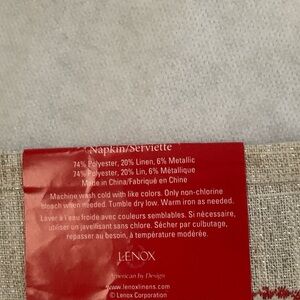 Napkin/Serviette
74% Polyester, 20% Linen, 6% Metallic
74% Polyester, 20% Lin, 6% Métallique
Made in China/Fabriqué en Chine
Machine wash cold with like colors. Only non-chlorine
bleach when needed. Tumble dry low. Warm iron as needed.
Laver à l'eau froide avec couleurs semblables. Si nécessaire,
utiliser un javellisant sans chlore. Sécher par culbutage,
repasser au besoin, à température modérée.
LENOX
American by Design
www.lenoxlinens.com
© Lenox Corporation